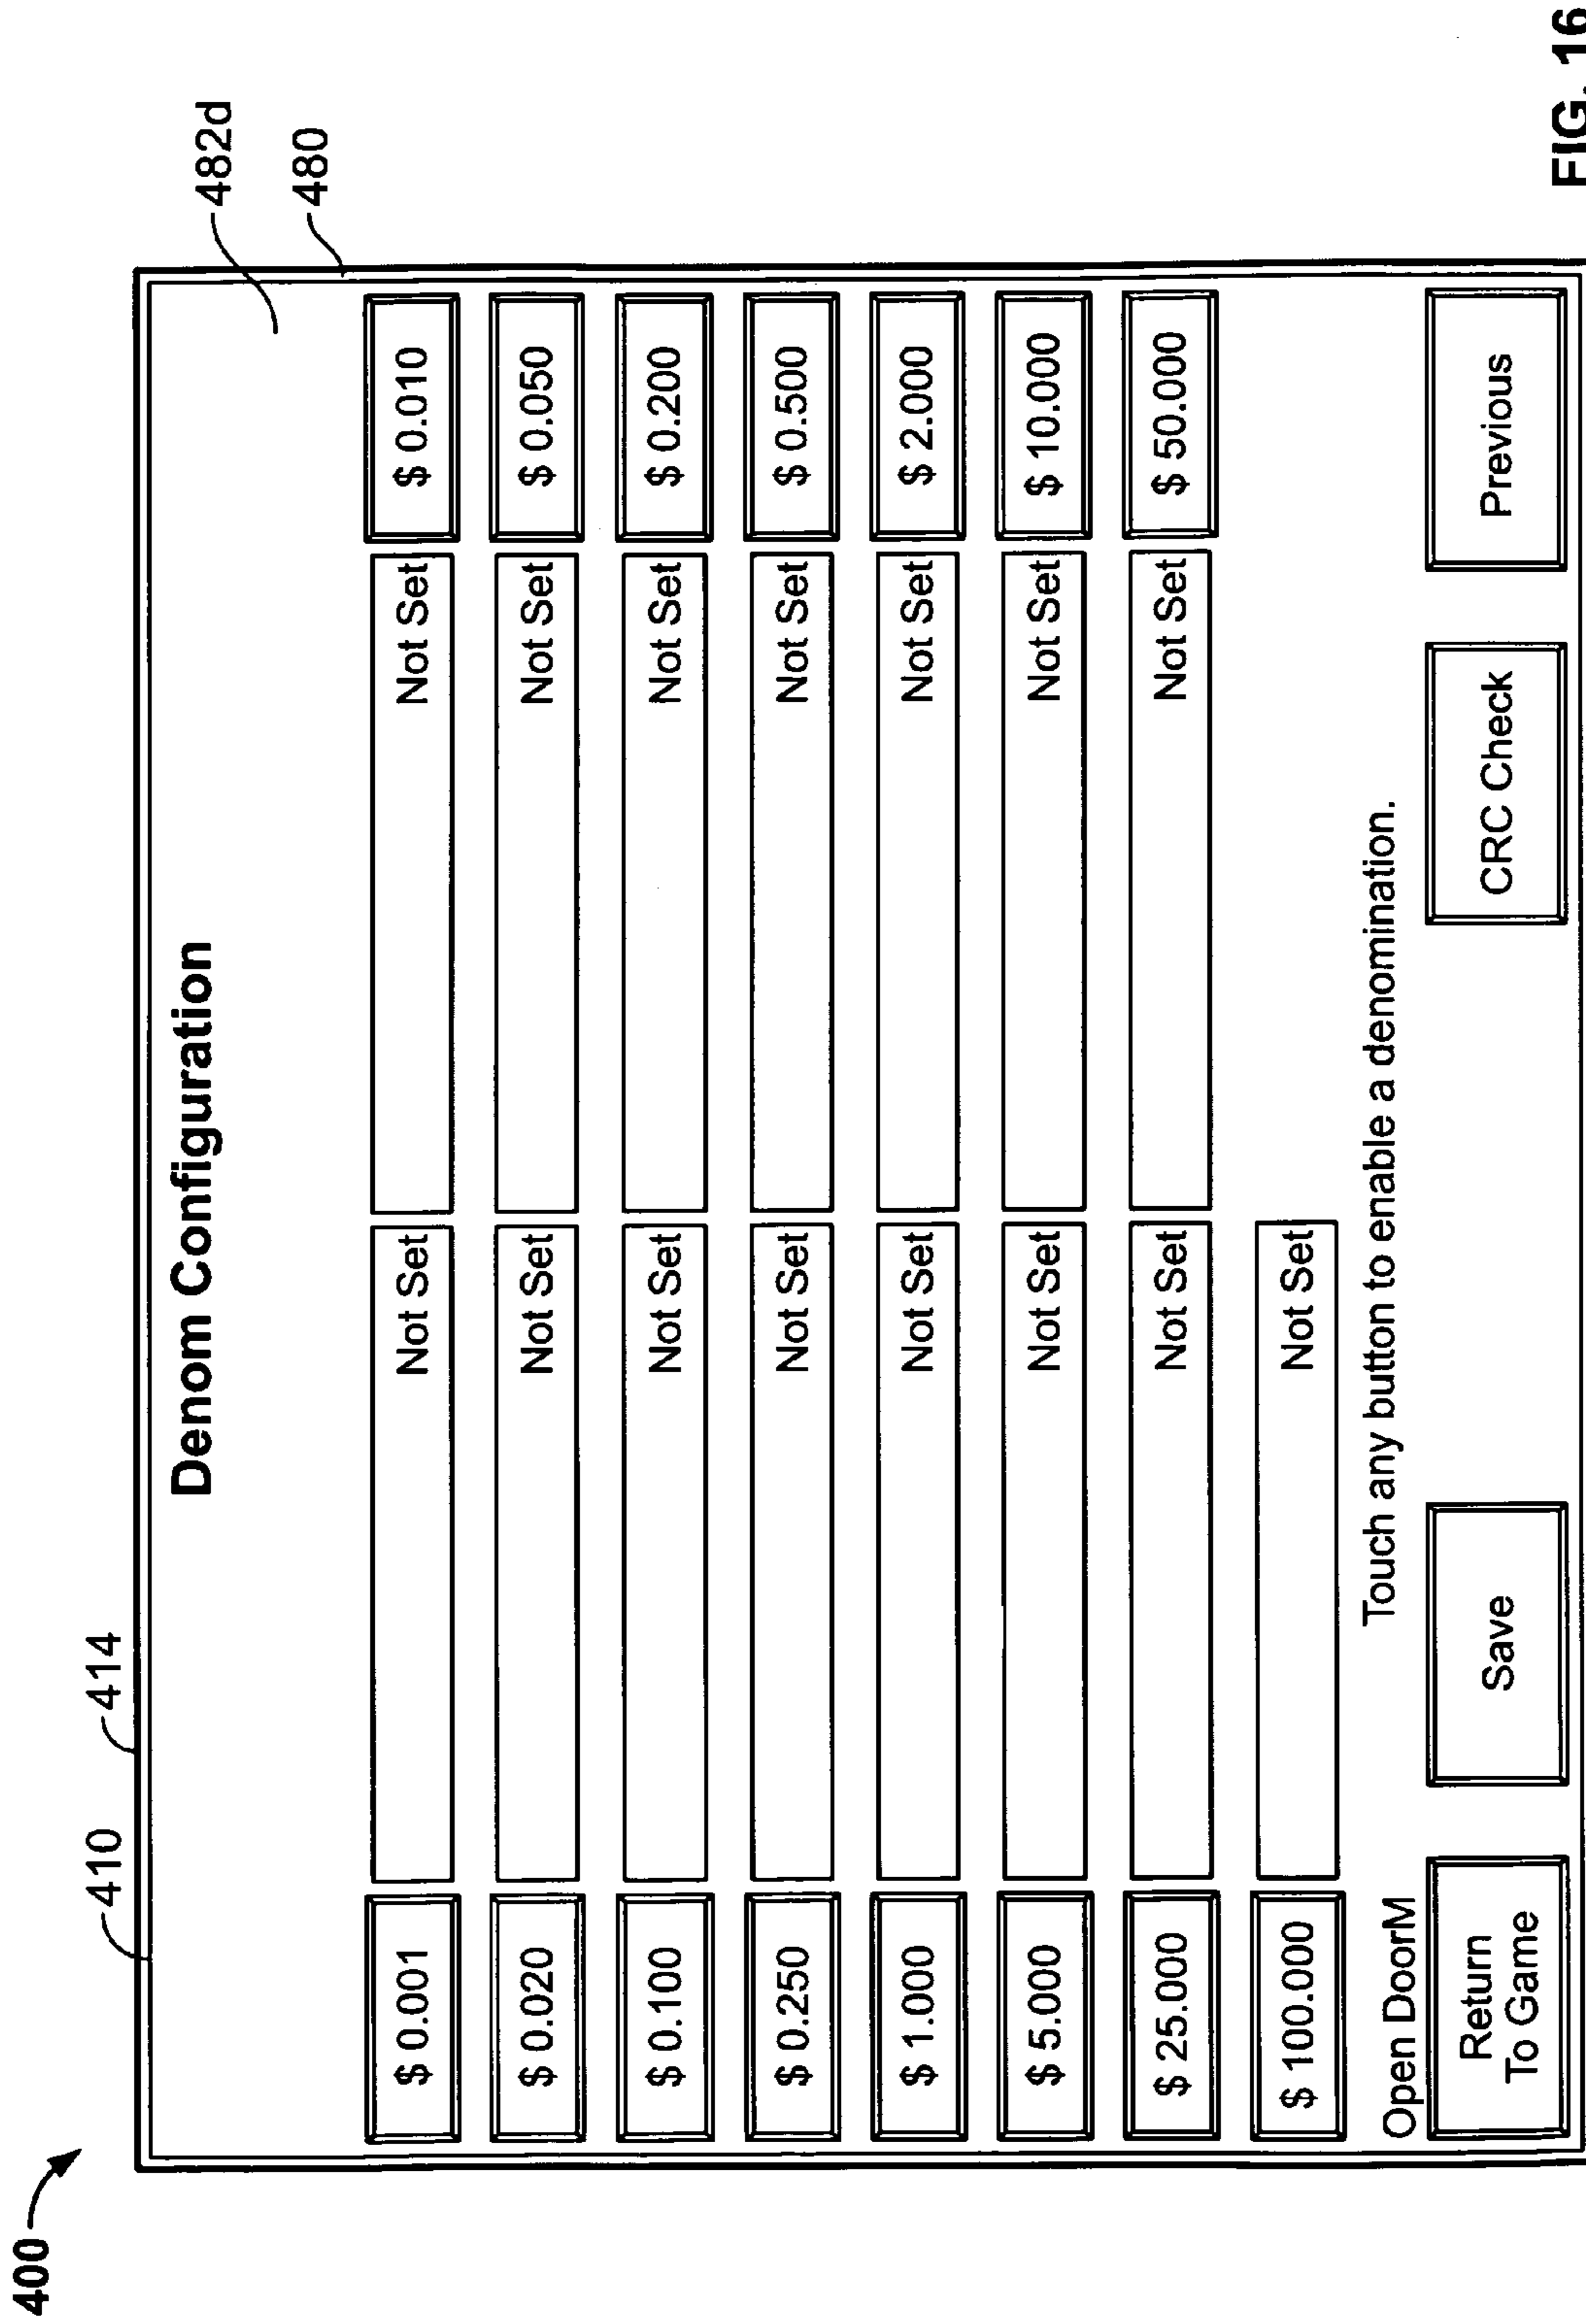 400
410
414
Denom Configuration
482d
480
$ 0.001 Not Set Not Set $ 0.010
$ 0.020 Not Set Not Set $ 0.050
$ 0.100 Not Set Not Set $ 0.200
$ 0.250 Not Set Not Set $ 0.500
$ 1.000 Not Set Not Set $ 2.000
$ 5.000 Not Set Not Set $ 10.000
$ 25.000 Not Set Not Set $ 50.000
$ 100.000 Not Set
Touch any button to enable a denomination.
Open DoorM
Return
To Game
Save
CRC Check
Previous
FIG. 16